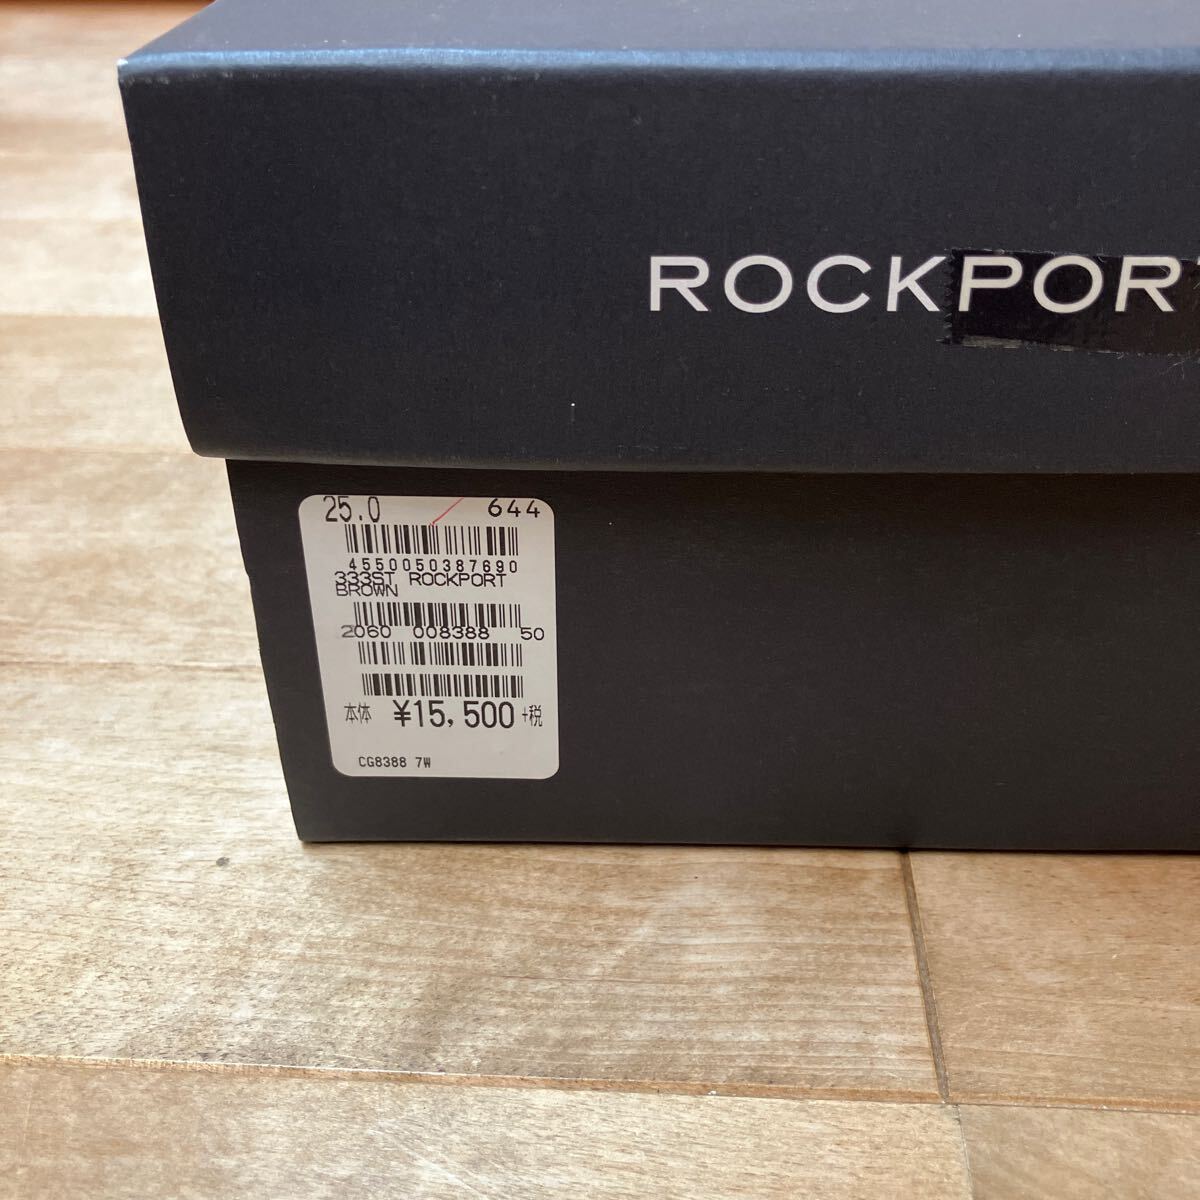 ROCKPORT
25.0 644
4550050387690
333ST ROCKPORT
BROWN
2060 008388 50
本体 ¥15,500 +税
CG8388 7W